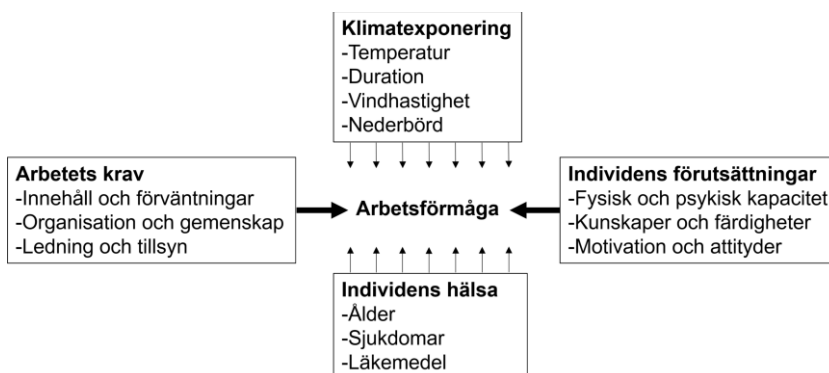 Klimatexponering
-Temperatur
-Duration
-Vindhastighet
-Nederbörd
Arbetets krav
-Innehåll och förväntningar
-Organisation och gemenskap
-Ledning och tillsyn
Arbetsförmåga
Individens förutsättningar
-Fysisk och psykisk kapacitet
-Kunskaper och färdigheter
-Motivation och attityder
Individens hälsa
-Ålder
-Sjukdomar
-Läkemedel